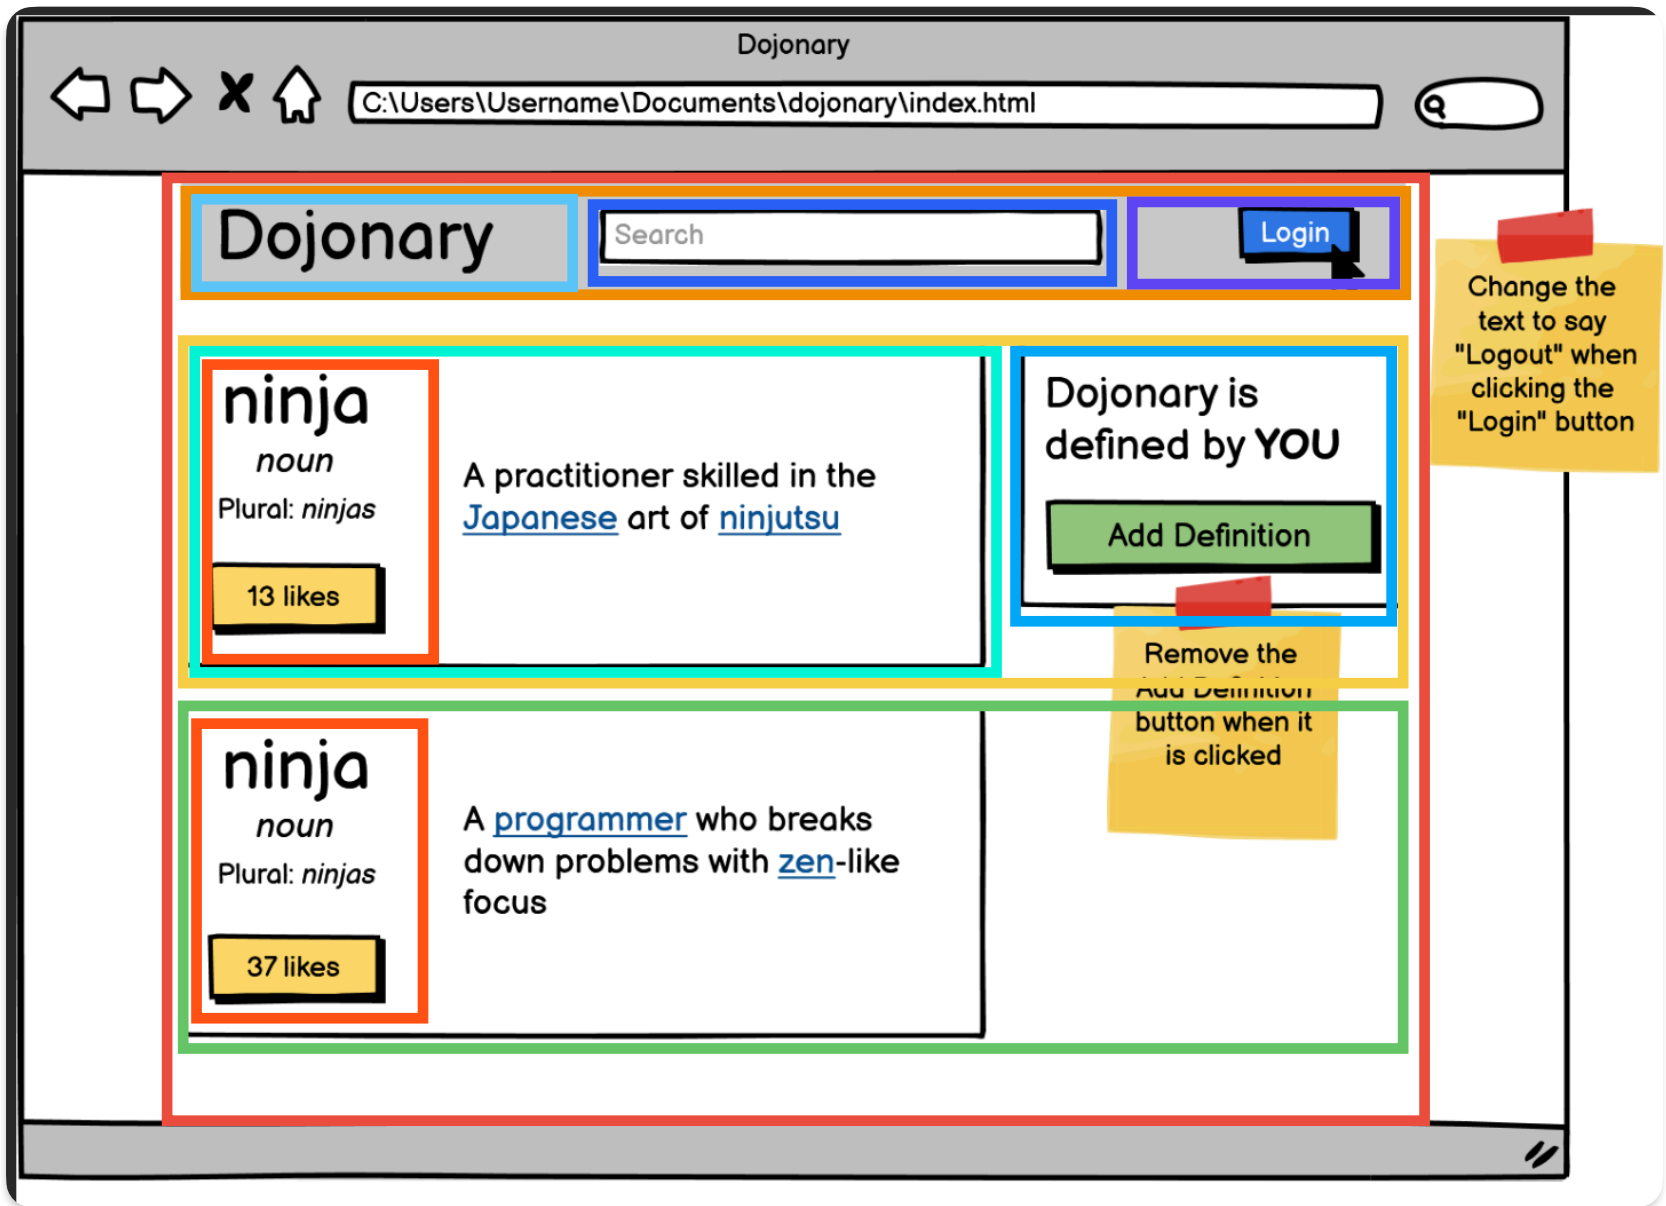 Dojonary
C:\Users\Username\Documents\dojonary\index.html
Dojonary
Search
Login
Change the
text to say
"Logout" when
clicking the
"Login" button
ninja
noun
Plural: ninjas
13 likes
A practitioner skilled in the
Japanese art of ninjutsu
Dojonary is
defined by YOU
Add Definition
Remove the
Add Definition
button when it
is clicked
ninja
noun
Plural: ninjas
37 likes
A programmer who breaks
down problems with zen-like
focus